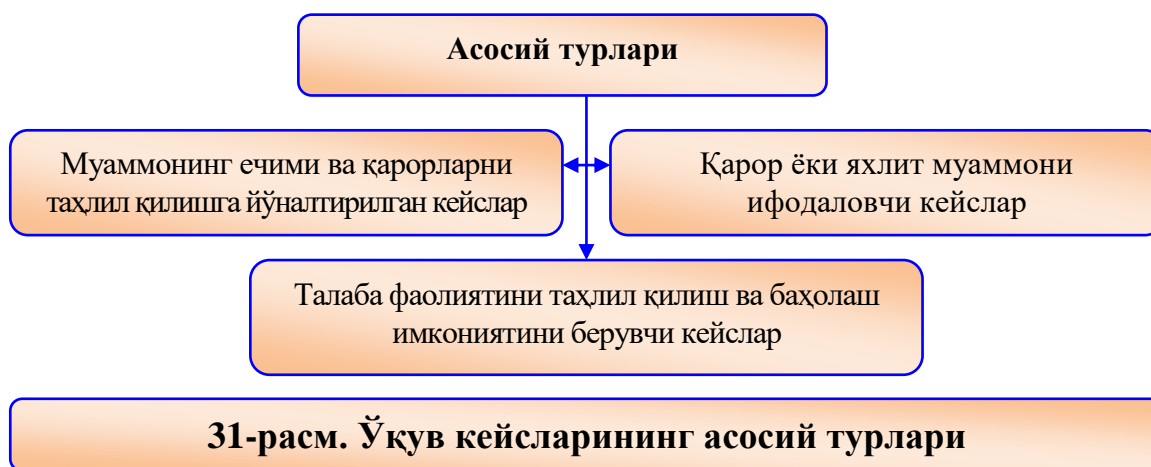 Асосий турлари
Муаммонинг ечими ва қарорларни
таҳлил қилишга йўналтирилган кейслар
Қарор ёки яхлит муаммони
ифодаловчи кейслар
Талаба фаолиятини таҳлил қилиш ва баҳолаш
имкониятини берувчи кейслар
31-расм. Ўқув кейсларининг асосий турлари